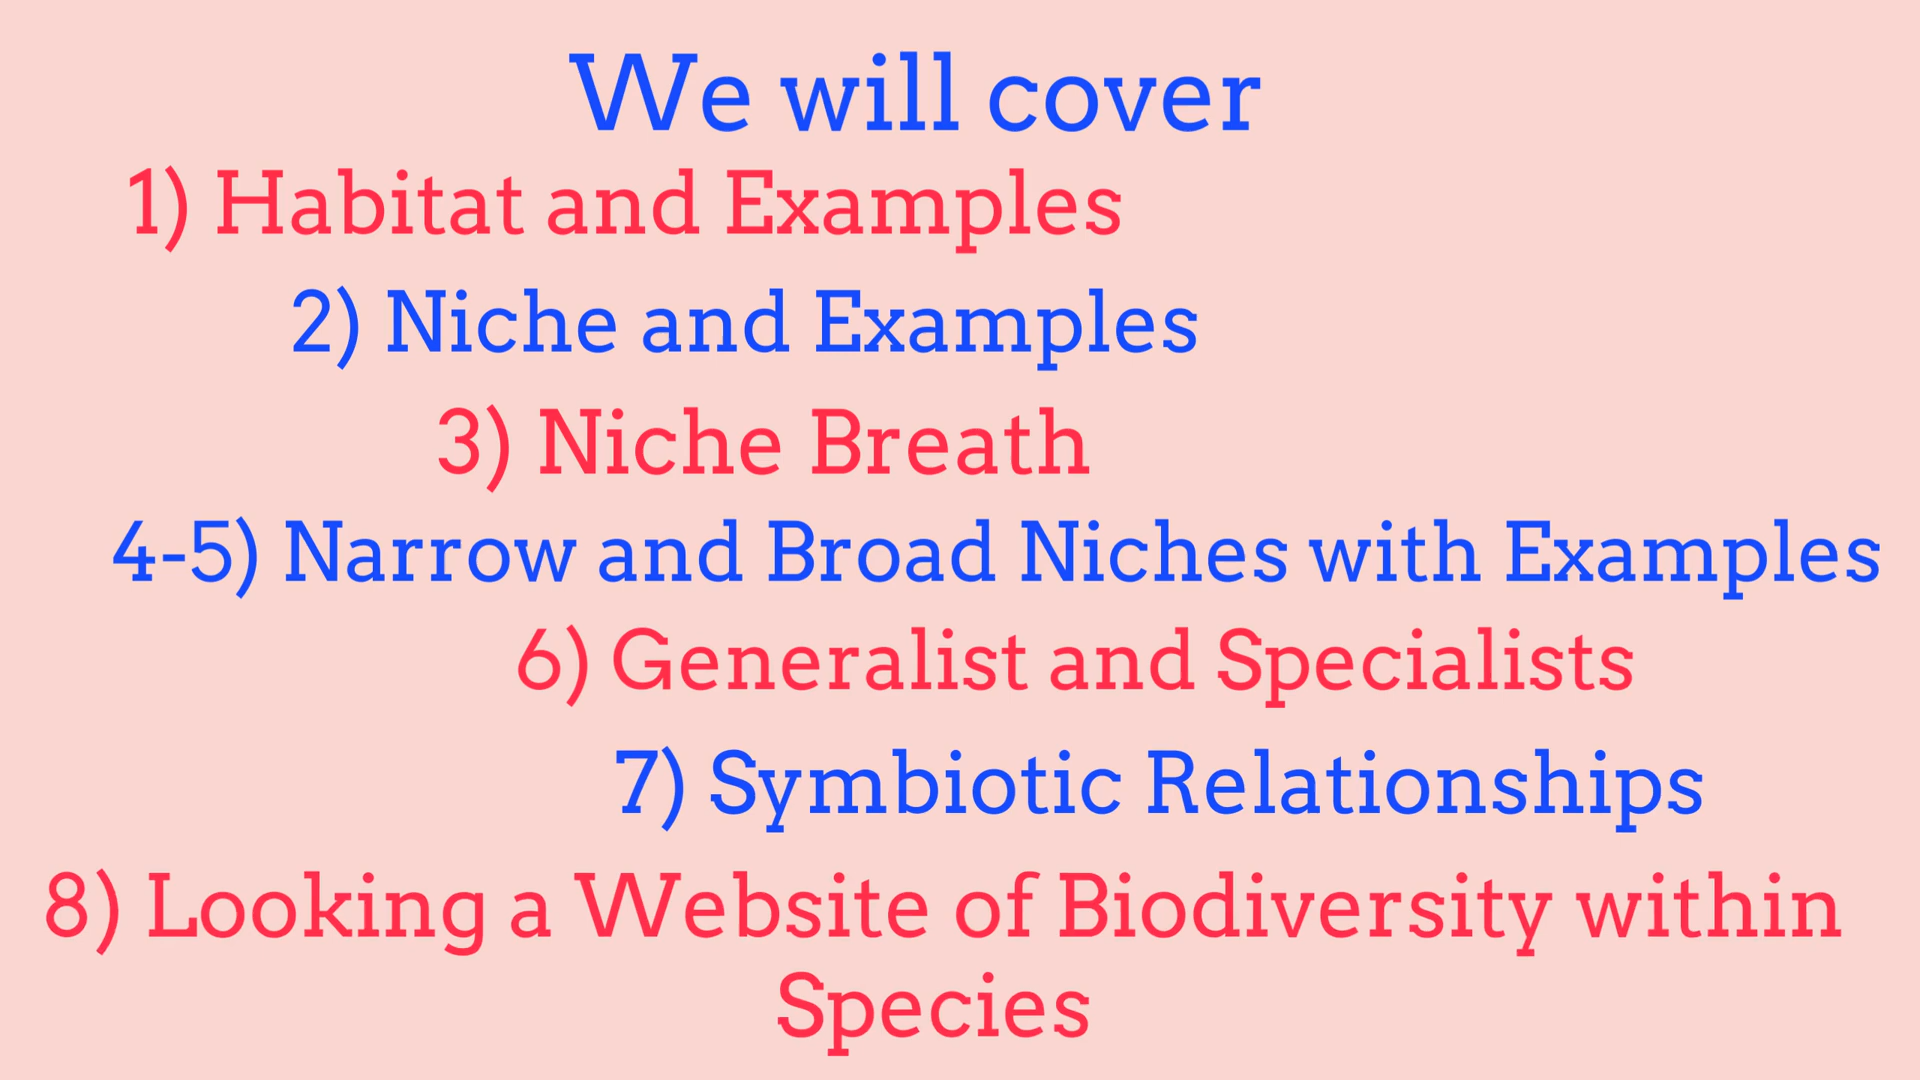 We will cover
1) Habitat and Examples
2) Niche and Examples
3) Niche Breath
4-5) Narrow and Broad Niches with Examples
6) Generalist and Specialists
7) Symbiotic Relationships
8) Looking a Website of Biodiversity within
Species